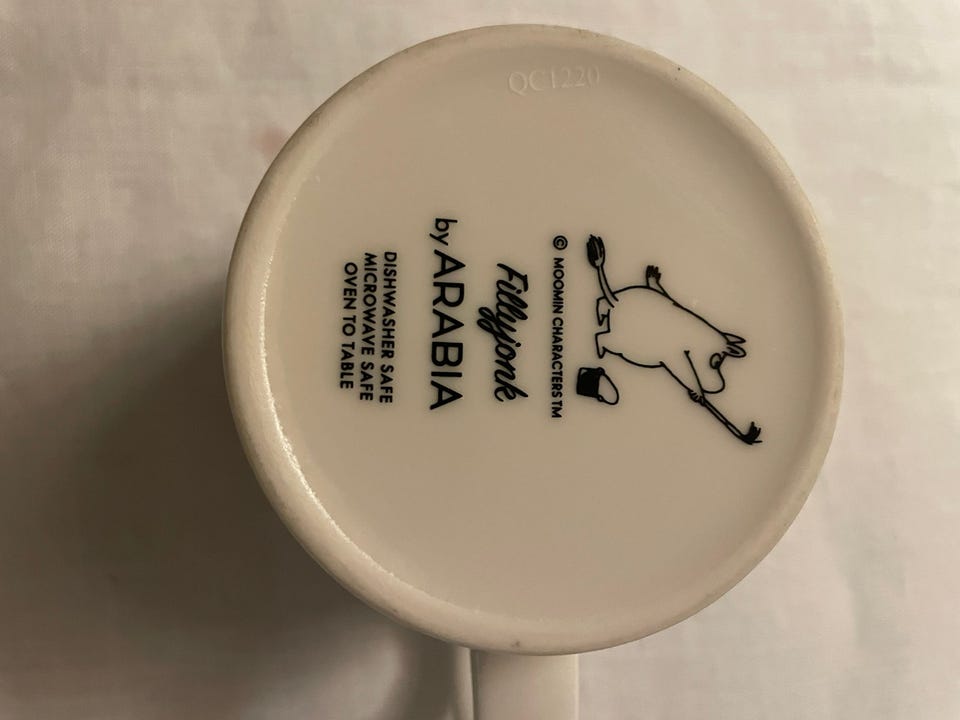 QC1220
© MOOMIN CHARACTERS TM
Fillyjonk
by ARABIA
DISHWASHER SAFE
MICROWAVE SAFE
OVEN TO TABLE